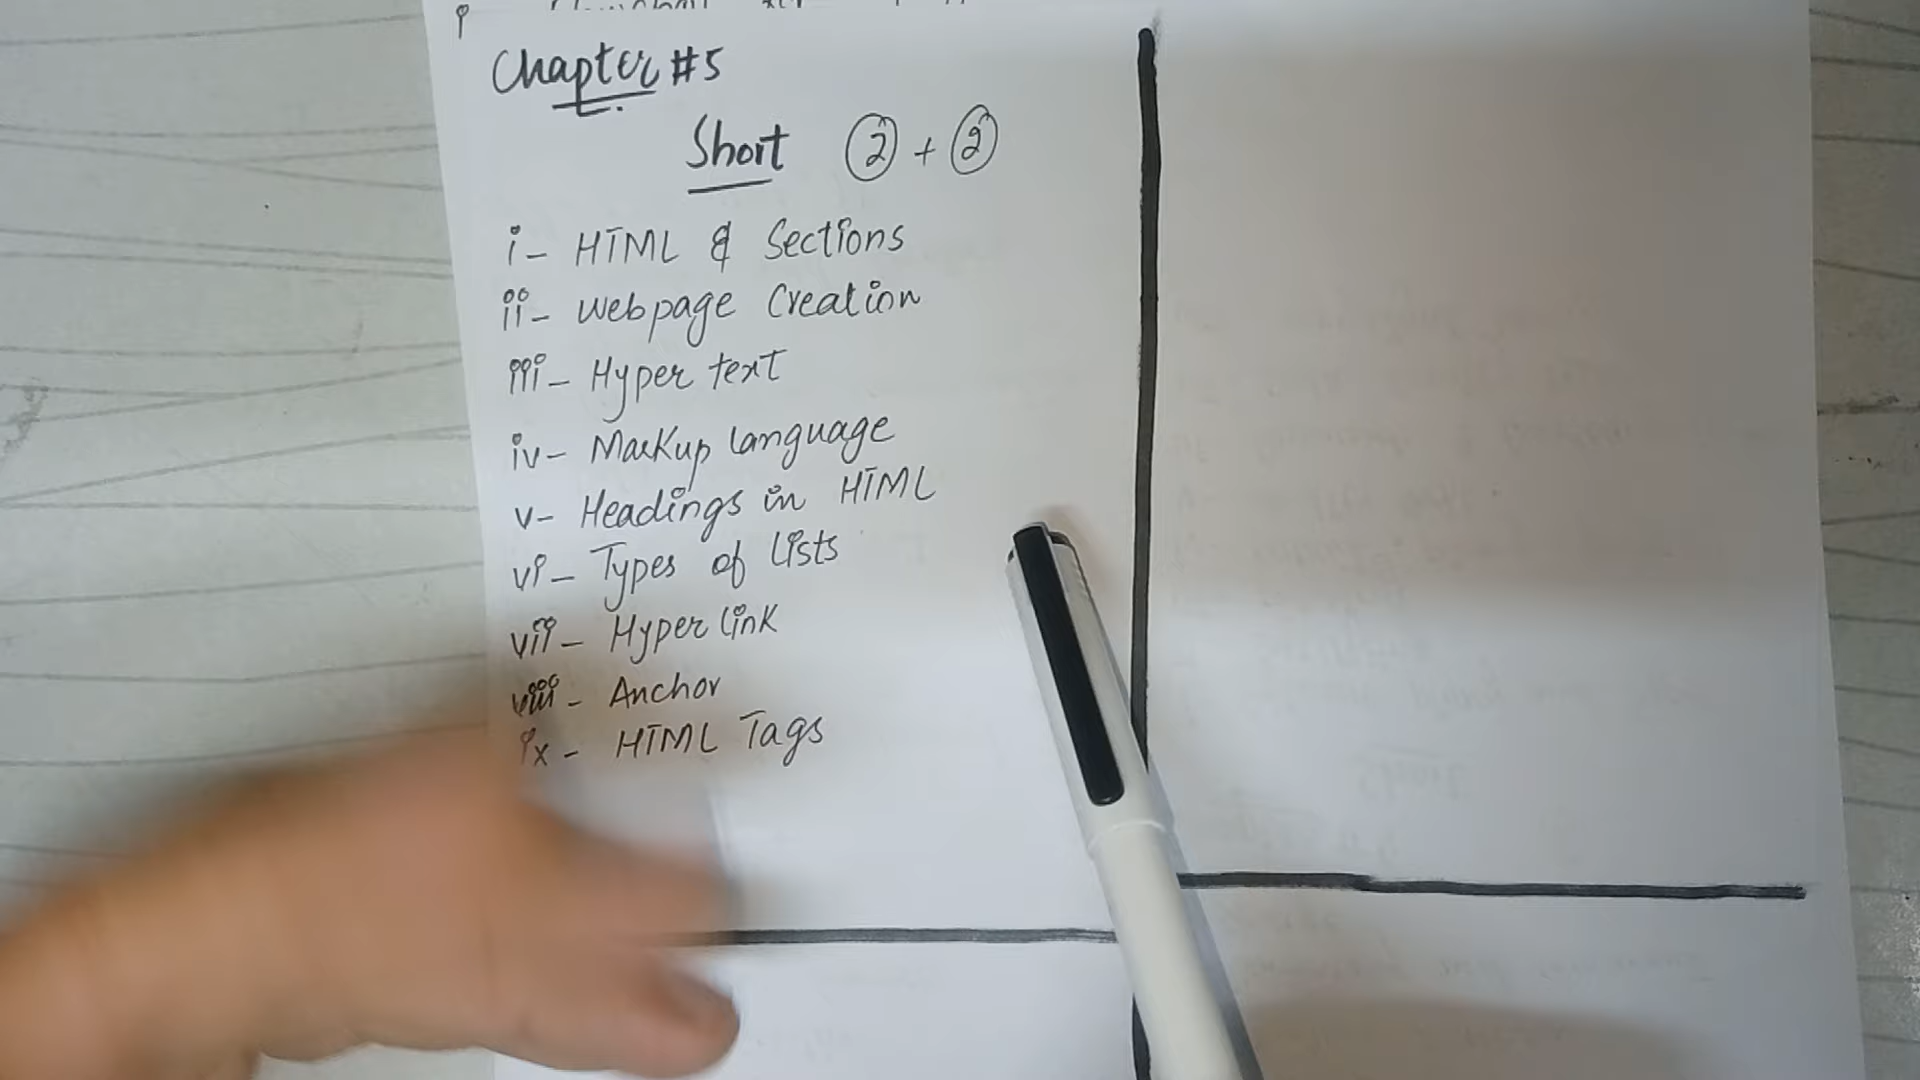 Chapter #5
Short 2 + 2
i- HTML & Sections
ii- Webpage Creation
iii- Hyper text
iv- Markup language
v- Headings in HTML
vi- Types of Lists
vii- Hyper link
viii- Anchor
ix- HTML Tags